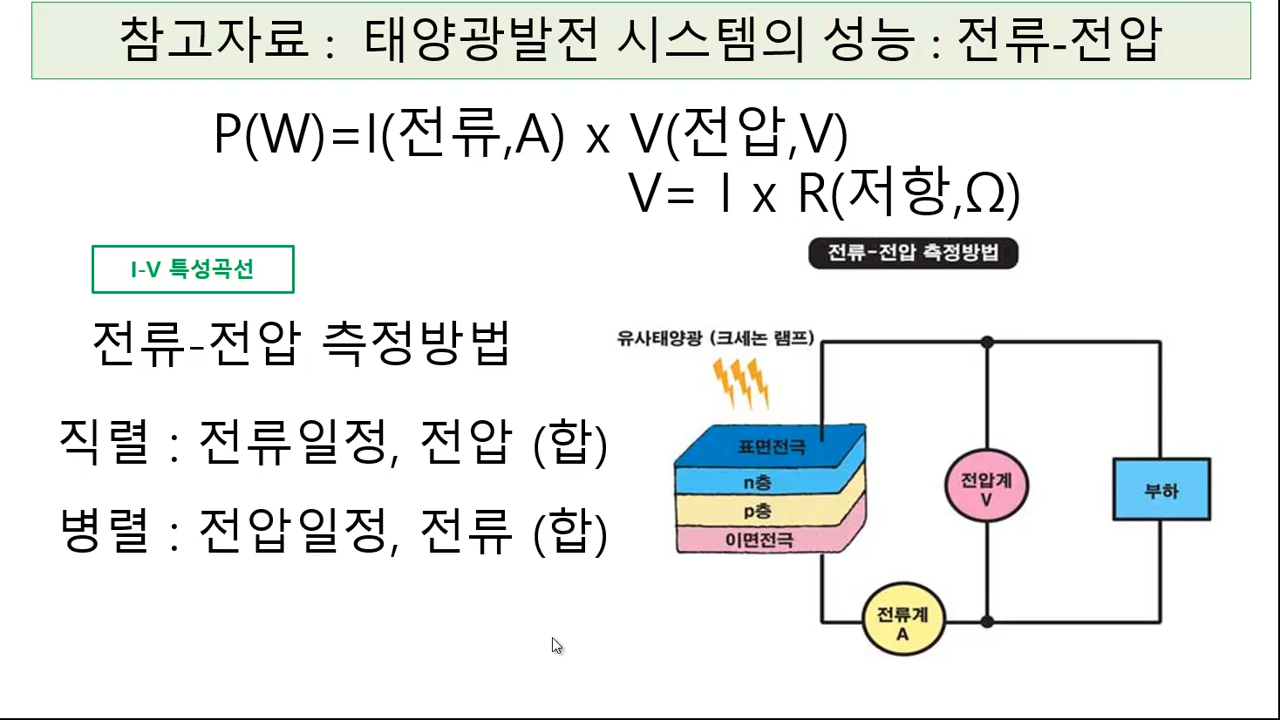 참고자료 : 태양광발전 시스템의 성능 : 전류-전압
P(W)=I(전류,A) x V(전압,V)
V= I x R(저항,Ω)
전류-전압 측정방법
I-V 특성곡선
전류-전압 측정방법
직렬 : 전류일정, 전압 (합)
병렬 : 전압일정, 전류 (합)
유사태양광 (크세논 램프)
표면전극
n층
p층
이면전극
전압계
V
부하
전류계
A